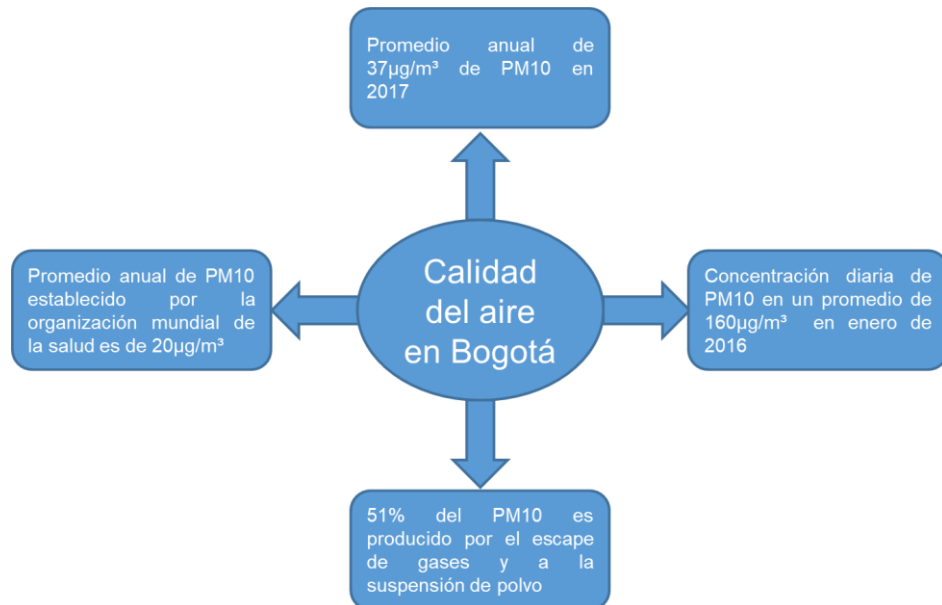 Promedio anual de
37µg/m³ de PM10 en
2017
Promedio anual de PM10
establecido por la
organización mundial de
la salud es de 20µg/m³
Calidad
del aire
en Bogotá
Concentración diaria de
PM10 en un promedio de
160µg/m³ en enero de
2016
51% del PM10 es
producido por el escape
de gases y a la
suspensión de polvo